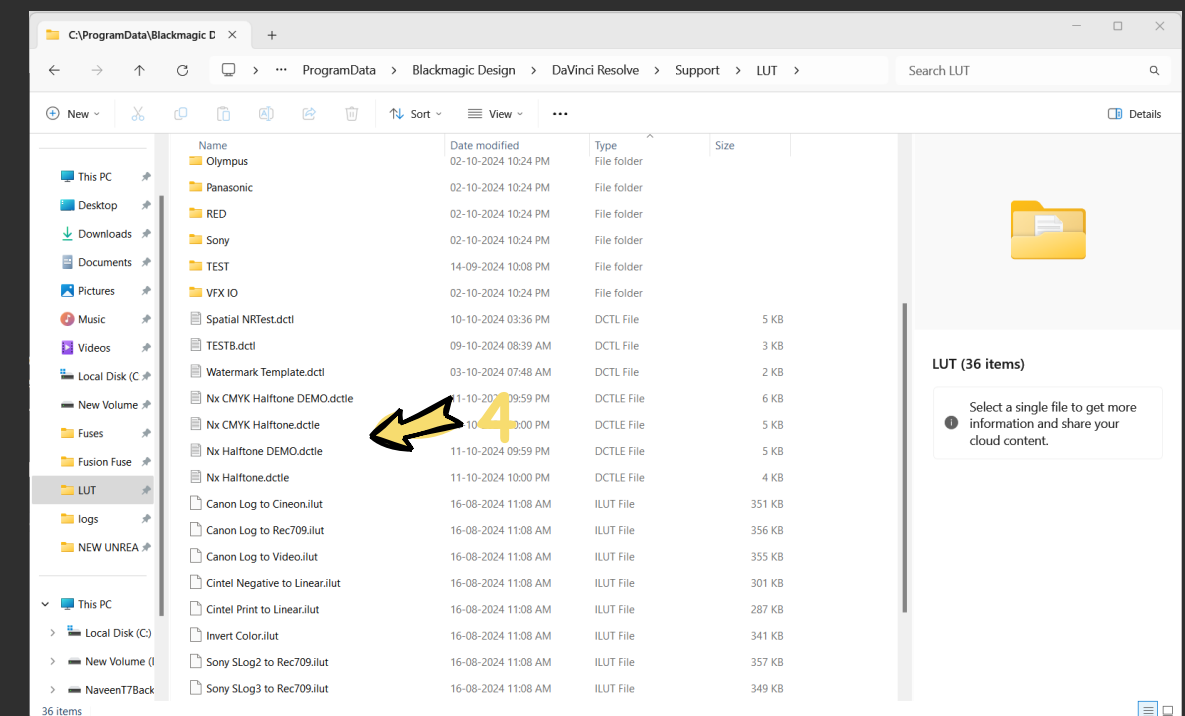 C:\ProgramData\Blackmagic D
ProgramData > Blackmagic Design > DaVinci Resolve > Support > LUT >
Search LUT
New
Sort
View
Details
Name Date modified Type Size
This PC
Desktop
Downloads
Documents
Pictures
Music
Videos
Local Disk (C
New Volume
Fuses
Fusion Fuse
LUT
logs
NEW UNREA
This PC
Local Disk (C:)
New Volume (
NaveenT7Back
Olympus 02-10-2024 10:24 PM File folder
Panasonic 02-10-2024 10:24 PM File folder
RED 02-10-2024 10:24 PM File folder
Sony 02-10-2024 10:24 PM File folder
TEST 14-09-2024 10:08 PM File folder
VFX IO 02-10-2024 10:24 PM File folder
Spatial NRTest.dctl 10-10-2024 03:36 PM DCTL File 5 KB
TESTB.dctl 09-10-2024 08:39 AM DCTL File 3 KB
Watermark Template.dctl 03-10-2024 07:48 AM DCTL File 2 KB
Nx CMYK Halftone DEMO.dctle 09:59 PM DCTLE File 6 KB
Nx CMYK Halftone.dctle 4 DCTLE File 5 KB
Nx Halftone DEMO.dctle 11-10-2024 09:59 PM DCTLE File 5 KB
Nx Halftone.dctle 11-10-2024 10:00 PM DCTLE File 4 KB
Canon Log to Cineon.ilut 16-08-2024 11:08 AM ILUT File 351 KB
Canon Log to Rec709.ilut 16-08-2024 11:08 AM ILUT File 356 KB
Canon Log to Video.ilut 16-08-2024 11:08 AM ILUT File 355 KB
Cintel Negative to Linear.ilut 16-08-2024 11:08 AM ILUT File 301 KB
Cintel Print to Linear.ilut 16-08-2024 11:08 AM ILUT File 287 KB
Invert Color.ilut 16-08-2024 11:08 AM ILUT File 341 KB
Sony SLog2 to Rec709.ilut 16-08-2024 11:08 AM ILUT File 357 KB
Sony SLog3 to Rec709.ilut 16-08-2024 11:08 AM ILUT File 349 KB
LUT (36 items)
Select a single file to get more
information and share your
cloud content.
36 items